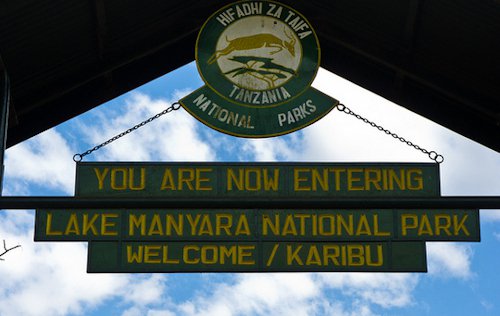 HIFADHI ZA TAIFA
TANZANIA
NATIONAL PARKS
YOU ARE NOW ENTERING
LAKE MANYARA NATIONAL PARK
WELCOME / KARIBU